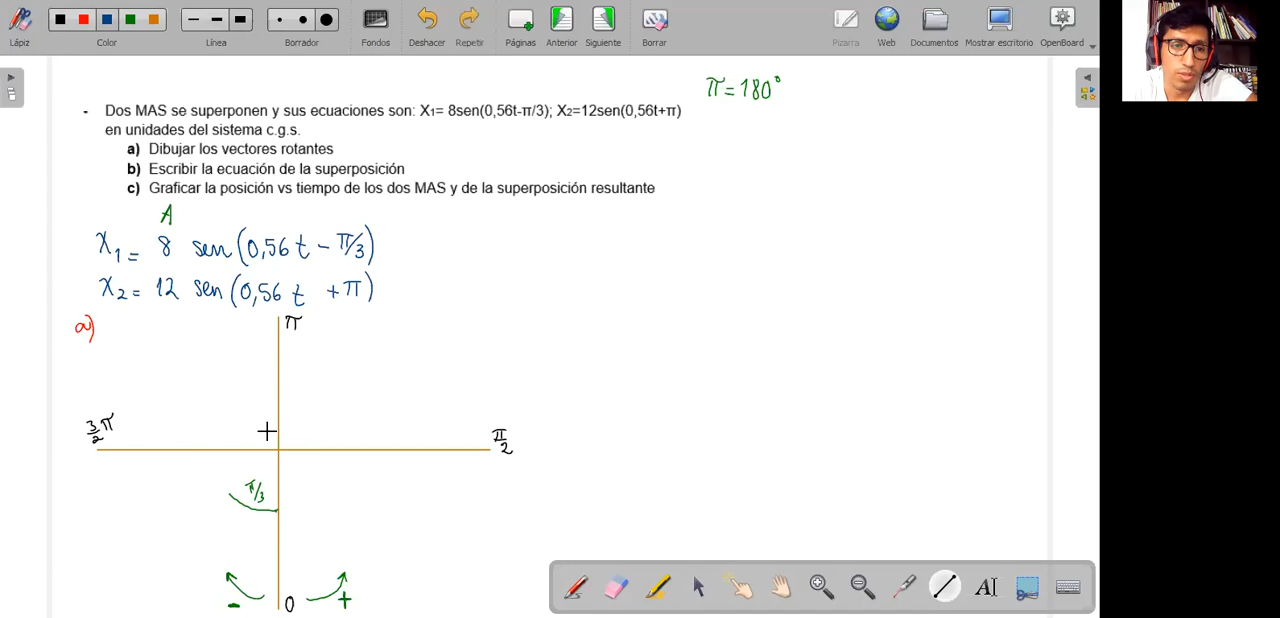 Lápiz Color Línea Borrador Fondos Deshacer Repetir Páginas Anterior Siguiente Borrar Pizarra Web Documentos Mostrar escritorio OpenBoard
π = 180°
- Dos MAS se superponen y sus ecuaciones son: X1= 8sen(0,56t-π/3); X2=12sen(0,56t+π)
en unidades del sistema c.g.s.
a) Dibujar los vectores rotantes
b) Escribir la ecuación de la superposición
c) Graficar la posición vs tiempo de los dos MAS y de la superposición resultante
A
X1 = 8 sen(0,56 t - π/3)
X2 = 12 sen(0,56 t + π)
a)
π
3/2 π
π/2
π/3
- 0 +